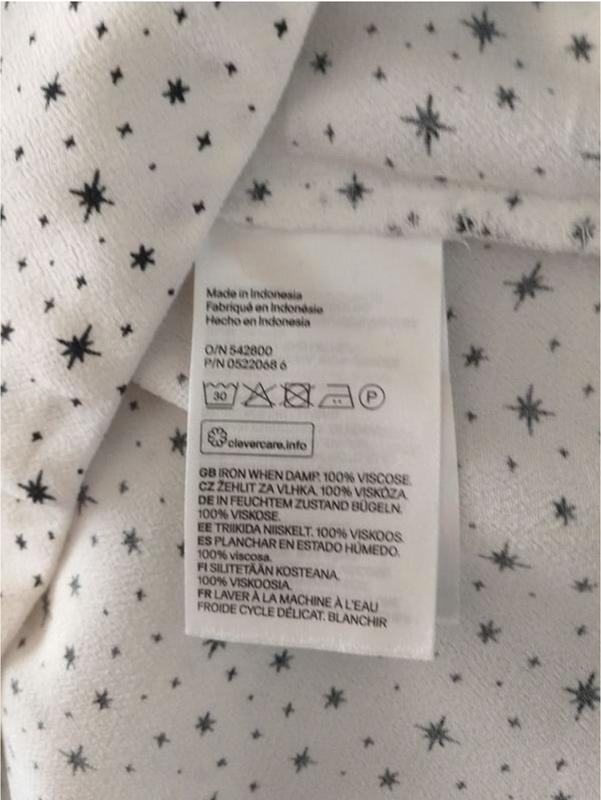 Made in Indonesia
Fabriqué en Indonésie
Hecho en Indonesia
O/N 542800
P/N 0522068 6
30 P
clevercare.info
GB IRON WHEN DAMP. 100% VISCOSE.
CZ ŽEHLIT ZA VLHKA. 100% VISKÓZA.
DE IN FEUCHTEM ZUSTAND BÜGELN.
100% VISKOSE.
EE TRIIKIDA NIISKELT. 100% VISKOOS.
ES PLANCHAR EN ESTADO HÚMEDO.
100% viscosa.
FI SILITETÄÄN KOSTEANA.
100% VISKOOSIA.
FR LAVER À LA MACHINE À L'EAU
FROIDE CYCLE DÉLICAT. BLANCHIR